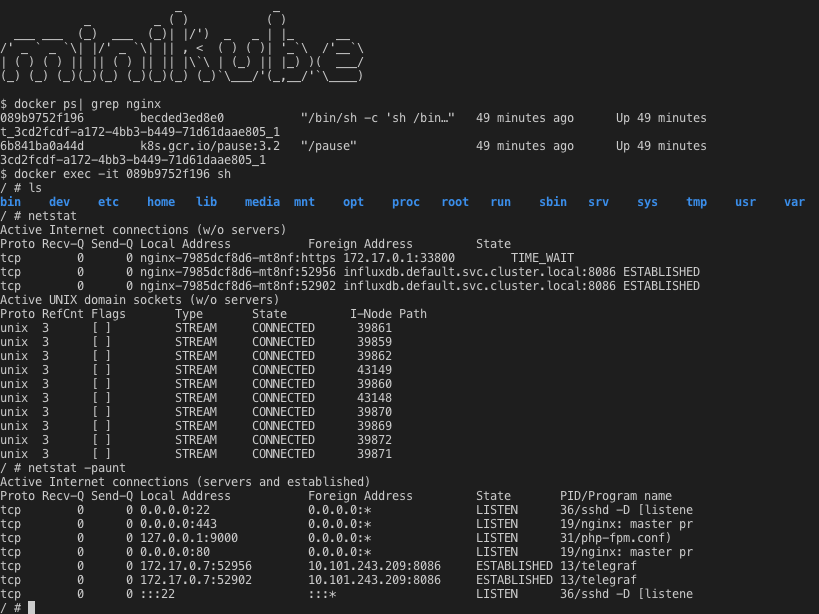 _             _
            _         _ ( )           ( )
  ___ ___  (_)  ___  (_)| |/')  _   _ | |_      __
/' _ ` _ `\| |/' _ `\| || , <  ( ) ( )| '_`\  /'__`\
| ( ) ( ) || || ( ) || || |\`\ | (_) || |_) )(  ___/
(_) (_) (_)(_)(_) (_)(_)(_) (_)`\___/'(_,__/'`\____)
$ docker ps| grep nginx
089b9752f196        becded3ed8e0           "/bin/sh -c 'sh /bin…"   49 minutes ago      Up 49 minutes
t_3cd2fcdf-a172-4bb3-b449-71d61daae805_1
6b841ba0a44d        k8s.gcr.io/pause:3.2   "/pause"                 49 minutes ago      Up 49 minutes
3cd2fcdf-a172-4bb3-b449-71d61daae805_1
$ docker exec -it 089b9752f196 sh
/ # ls
bin    dev    etc    home   lib    media  mnt    opt    proc   root   run    sbin   srv    sys    tmp    usr    var
/ # netstat
Active Internet connections (w/o servers)
Proto Recv-Q Send-Q Local Address           Foreign Address         State
tcp        0      0 nginx-7985dcf8d6-mt8nf:https 172.17.0.1:33800        TIME_WAIT
tcp        0      0 nginx-7985dcf8d6-mt8nf:52956 influxdb.default.svc.cluster.local:8086 ESTABLISHED
tcp        0      0 nginx-7985dcf8d6-mt8nf:52902 influxdb.default.svc.cluster.local:8086 ESTABLISHED
Active UNIX domain sockets (w/o servers)
Proto RefCnt Flags       Type       State         I-Node Path
unix  3      [ ]         STREAM     CONNECTED      39861
unix  3      [ ]         STREAM     CONNECTED      39859
unix  3      [ ]         STREAM     CONNECTED      39862
unix  3      [ ]         STREAM     CONNECTED      43149
unix  3      [ ]         STREAM     CONNECTED      39860
unix  3      [ ]         STREAM     CONNECTED      43148
unix  3      [ ]         STREAM     CONNECTED      39870
unix  3      [ ]         STREAM     CONNECTED      39869
unix  3      [ ]         STREAM     CONNECTED      39872
unix  3      [ ]         STREAM     CONNECTED      39871
/ # netstat -paunt
Active Internet connections (servers and established)
Proto Recv-Q Send-Q Local Address           Foreign Address         State       PID/Program name
tcp        0      0 0.0.0.0:22              0.0.0.0:*               LISTEN      36/sshd -D [listene
tcp        0      0 0.0.0.0:443             0.0.0.0:*               LISTEN      19/nginx: master pr
tcp        0      0 127.0.0.1:9000          0.0.0.0:*               LISTEN      31/php-fpm.conf)
tcp        0      0 0.0.0.0:80              0.0.0.0:*               LISTEN      19/nginx: master pr
tcp        0      0 172.17.0.7:52956        10.101.243.209:8086     ESTABLISHED 13/telegraf
tcp        0      0 172.17.0.7:52902        10.101.243.209:8086     ESTABLISHED 13/telegraf
tcp        0      0 :::22                   :::*                    LISTEN      36/sshd -D [listene
/ #